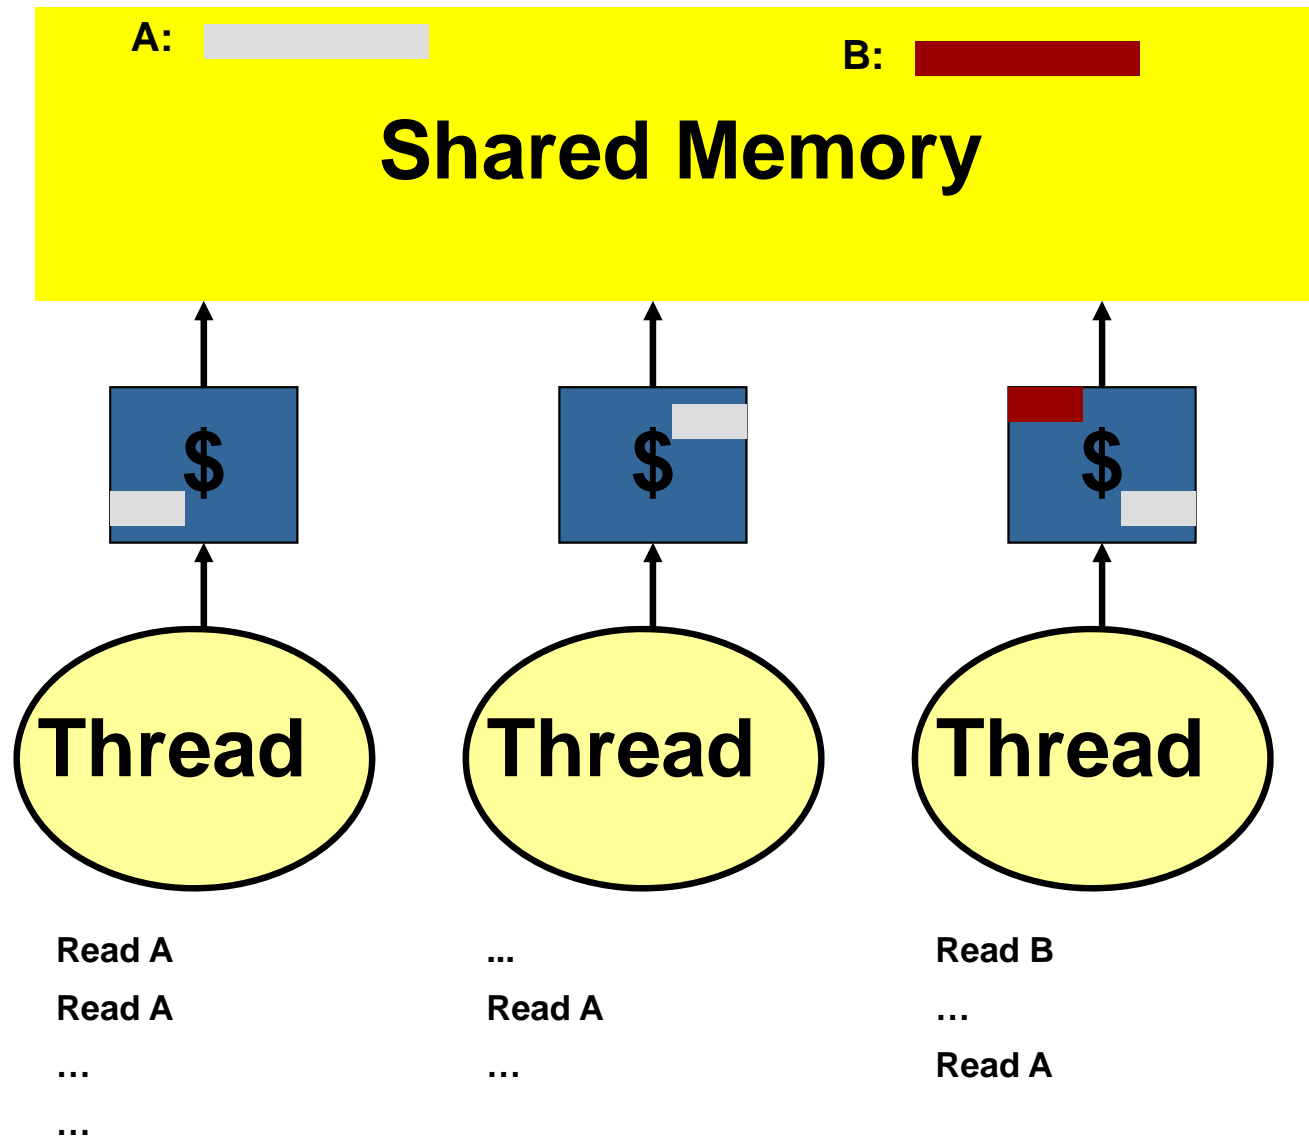 A:
B:
Shared Memory
$ $ $
Thread Thread Thread
Read A ... Read B
Read A Read A …
… … Read A
…